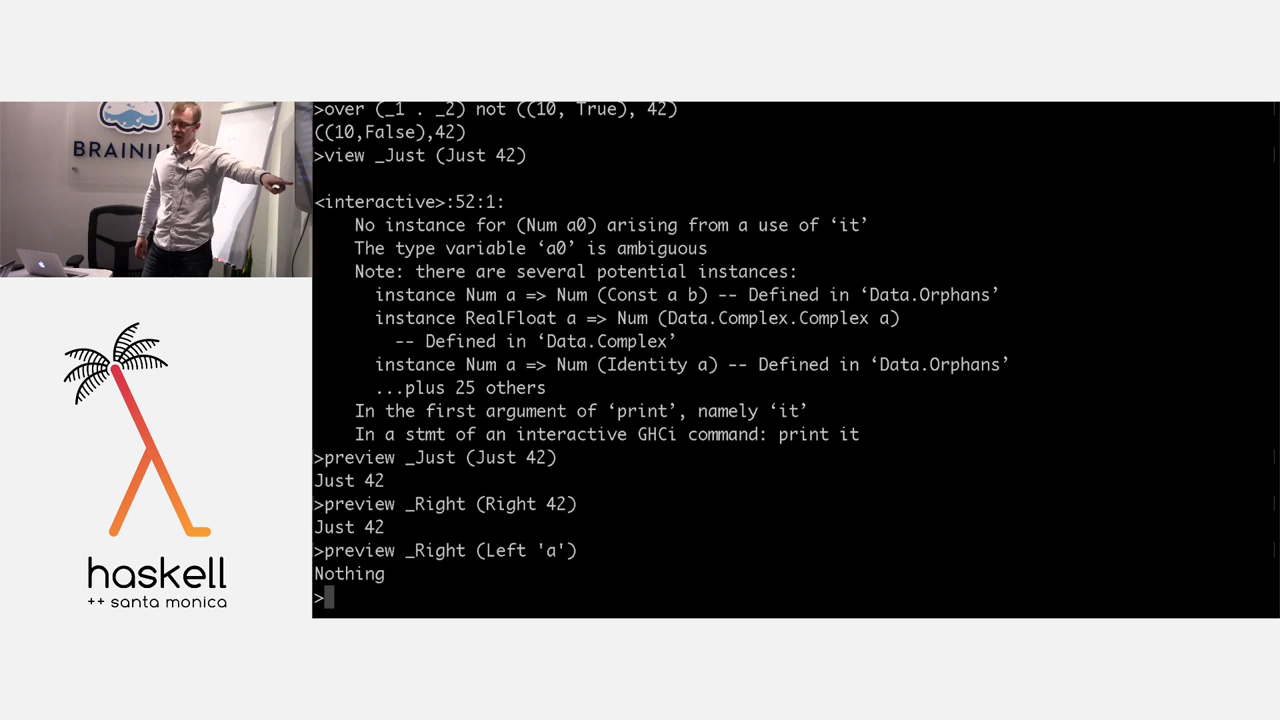 BRAINIU
>over (_1 . _2) not ((10, True), 42)
((10,False),42)
>view _Just (Just 42)
<interactive>:52:1:
No instance for (Num a0) arising from a use of ‘it’
The type variable ‘a0’ is ambiguous
Note: there are several potential instances:
instance Num a => Num (Const a b) -- Defined in ‘Data.Orphans’
instance RealFloat a => Num (Data.Complex.Complex a)
-- Defined in ‘Data.Complex’
instance Num a => Num (Identity a) -- Defined in ‘Data.Orphans’
...plus 25 others
In the first argument of ‘print’, namely ‘it’
In a stmt of an interactive GHCi command: print it
>preview _Just (Just 42)
Just 42
>preview _Right (Right 42)
Just 42
>preview _Right (Left 'a')
Nothing
>
haskell
++ santa monica